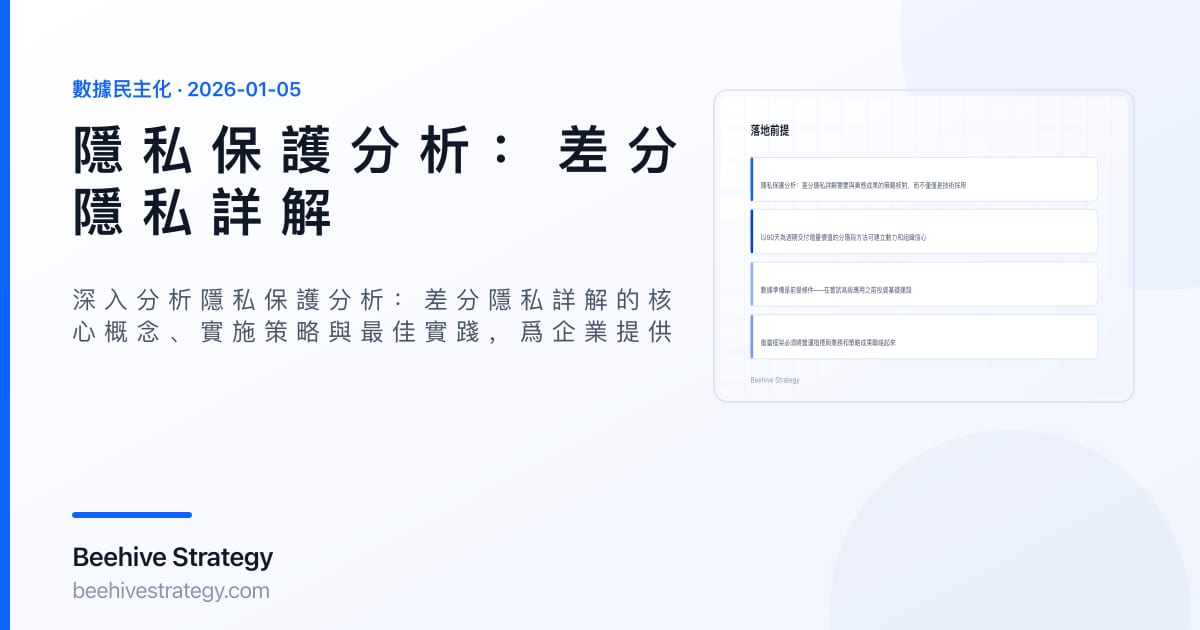 數據民主化 · 2026-01-05
隱私保護分析：差分
隱私詳解
深入分析隱私保護分析：差分隱私詳解的核
心概念、實施策略與最佳實踐，爲企業提供
Beehive Strategy
beehivestrategy.com
落地前提
隱私保護分析：差分隱私詳解需要與業務成果的策略核對，而不僅僅是技術採用
以90天為週期交付增量價值的分階段方法可建立動力和組織信心
數據準備是前提條件——在嘗試高級應用之前投資基礎建設
衡量框架必須將營運指標與業務和策略成果聯絡起來
Beehive Strategy